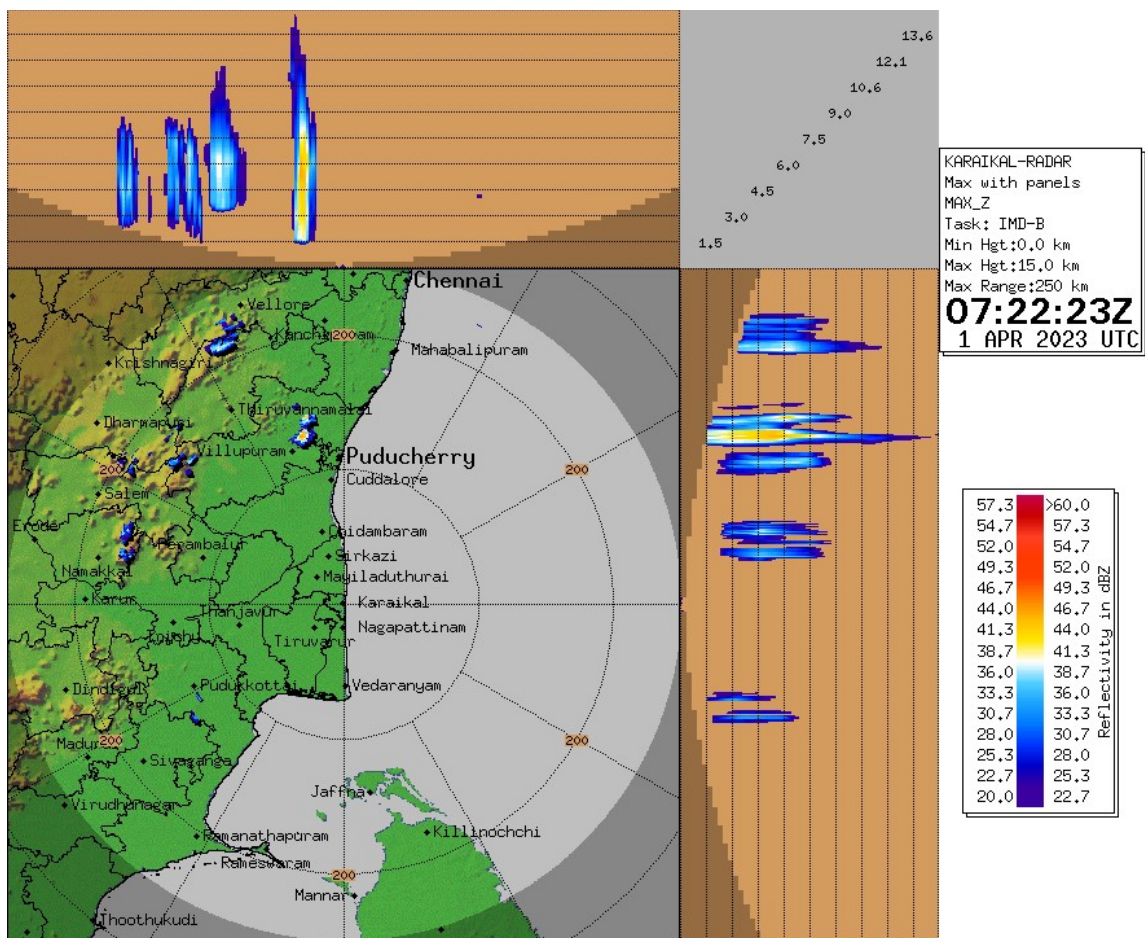 13.6
12.1
10.6
9.0
7.5
6.0
4.5
3.0
1.5
KARAIKAL-RADAR
Max with panels
MAX_Z
Task: IMD-B
Min Hgt:0.0 km
Max Hgt:15.0 km
Max Range:250 km
07:22:23Z
1 APR 2023 UTC
Chennai
Vellore
200
Mahabalipuram
Krishnagiri
Thiruvannamalai
Dharmapuri
Villupuram
Puducherry
200
200
Cuddalore
Salem
Erode
Chidambaram
Perambalur
Sirkazi
Namakkal
Mayiladuthurai
Karur
Karaikal
Thanjavur
Nagapattinam
Tiruvarur
Dindigul
Pudukkottai
Vedaranyam
200
200
Sivaganga
Jaffna
Virudhunagar
Ramanathapuram
Killinochchi
Rameswaram
200
Mannar
Thoothukudi
57.3 >60.0
54.7 57.3
52.0 54.7
49.3 52.0
46.7 49.3
44.0 46.7
41.3 44.0
38.7 41.3
36.0 38.7
33.3 36.0
30.7 33.3
28.0 30.7
25.3 28.0
22.7 25.3
20.0 22.7
Reflectivity in dBZ